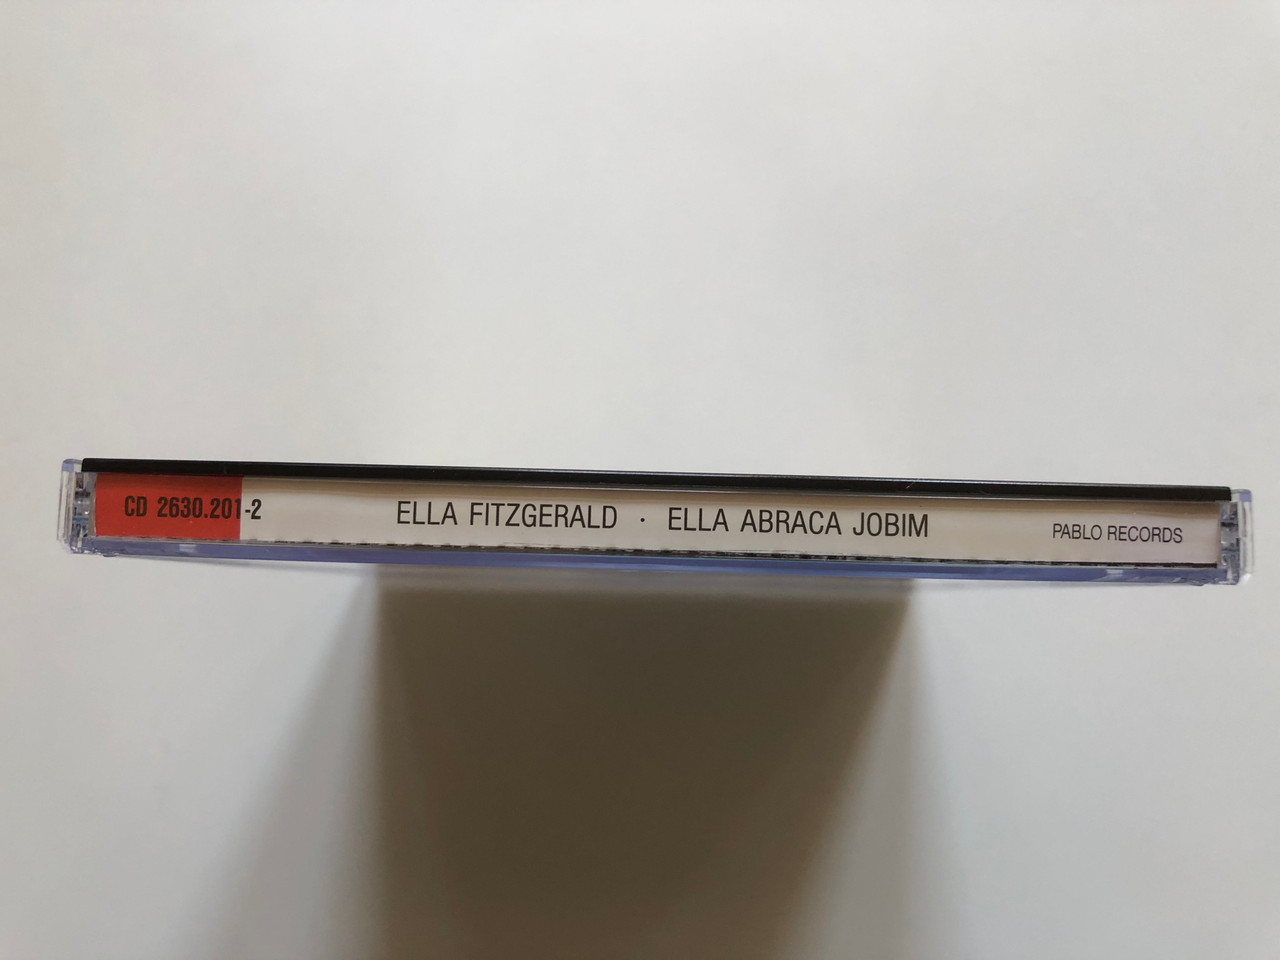 CD 2630.201-2 ELLA FITZGERALD · ELLA ABRACA JOBIM PABLO RECORDS